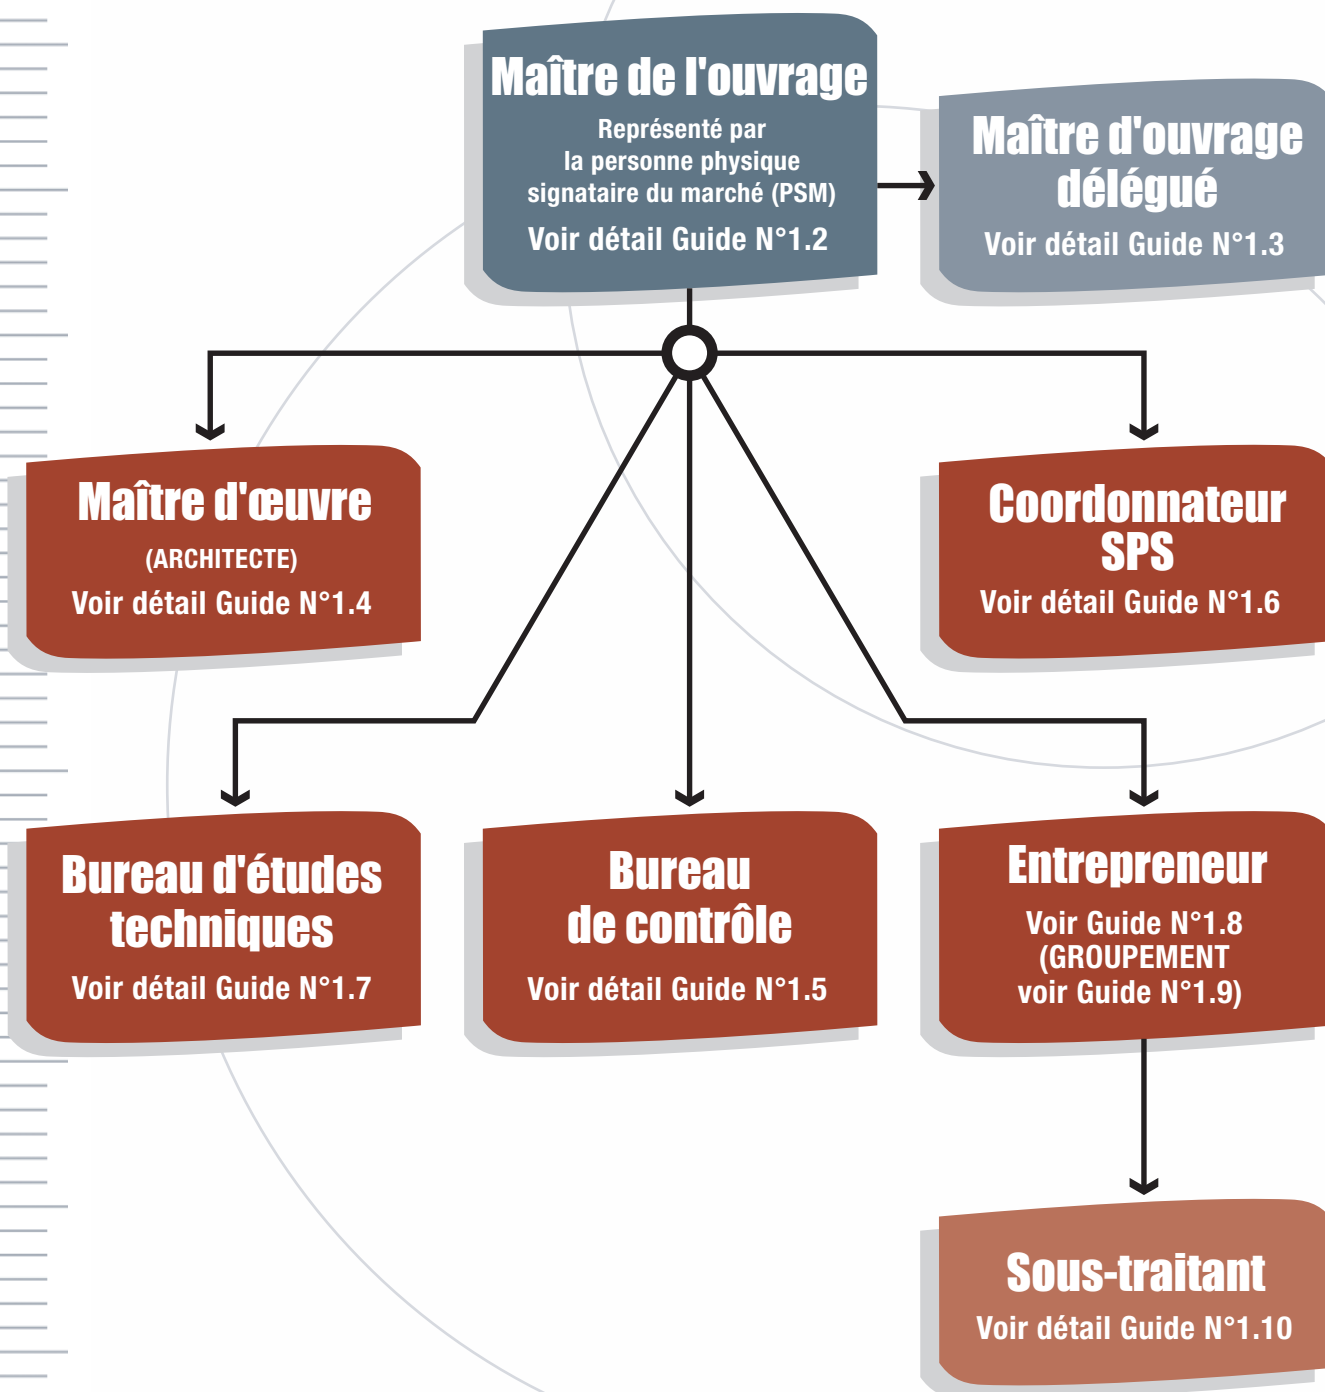 Maître de l'ouvrage
Représenté par
la personne physique
signataire du marché (PSM)
Voir détail Guide N°1.2
Maître d'ouvrage
délégué
Voir détail Guide N°1.3
Maître d'œuvre
(ARCHITECTE)
Voir détail Guide N°1.4
Coordonnateur
SPS
Voir détail Guide N°1.6
Bureau d'études
techniques
Voir détail Guide N°1.7
Bureau
de contrôle
Voir détail Guide N°1.5
Entrepreneur
Voir Guide N°1.8
(GROUPEMENT
voir Guide N°1.9)
Sous-traitant
Voir détail Guide N°1.10